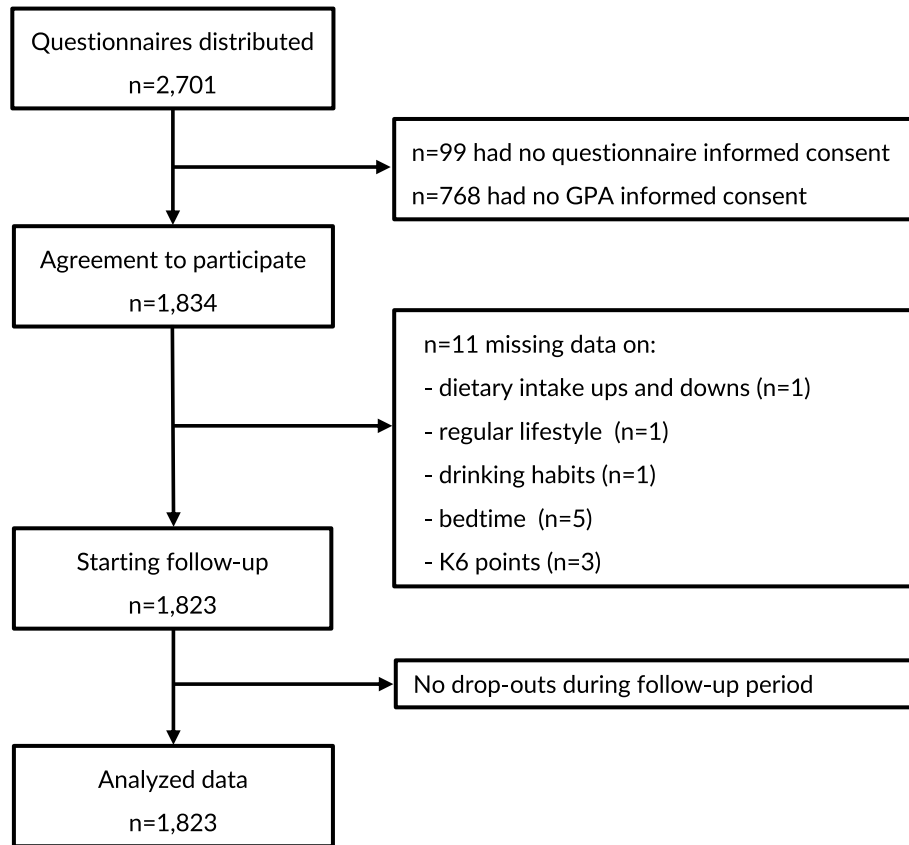 Questionnaires distributed
n=2,701
n=99 had no questionnaire informed consent
n=768 had no GPA informed consent
Agreement to participate
n=1,834
n=11 missing data on:
- dietary intake ups and downs (n=1)
- regular lifestyle (n=1)
- drinking habits (n=1)
- bedtime (n=5)
- K6 points (n=3)
Starting follow-up
n=1,823
No drop-outs during follow-up period
Analyzed data
n=1,823